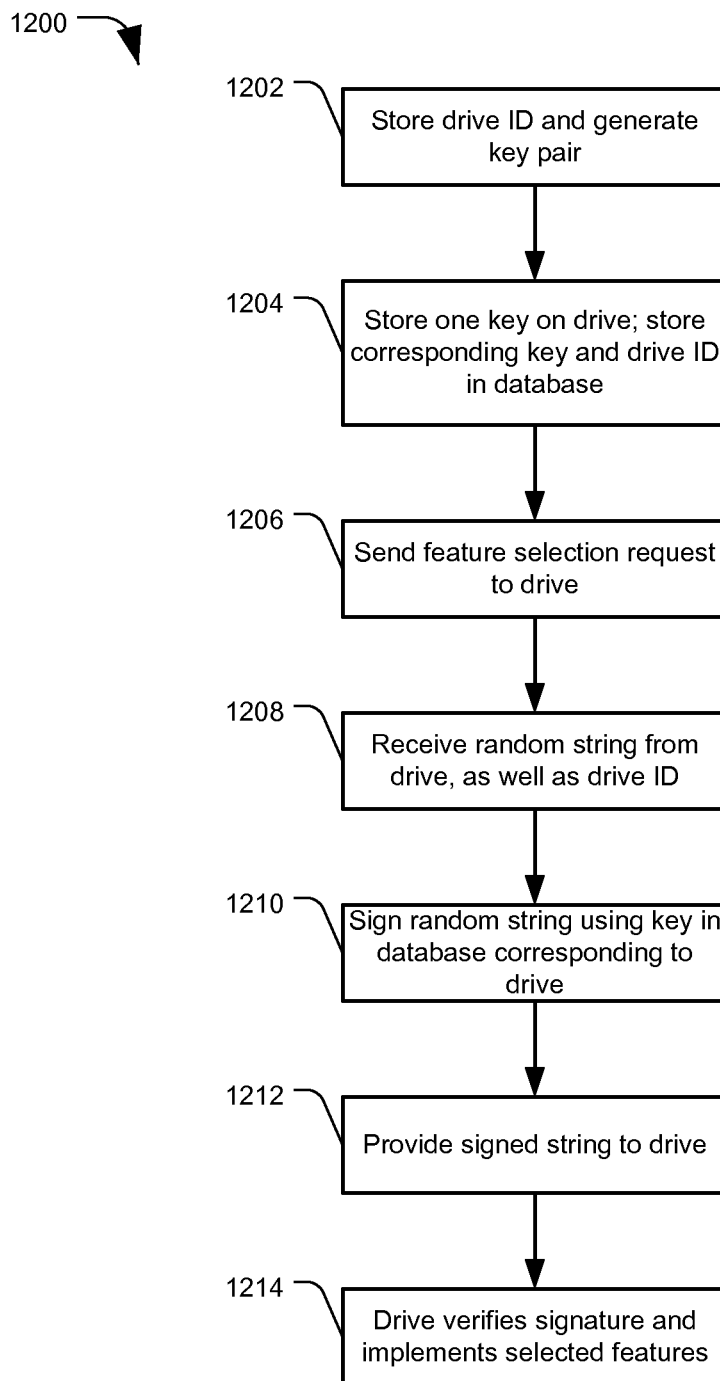 1200
1202
Store drive ID and generate
key pair
1204
Store one key on drive; store
corresponding key and drive ID
in database
1206
Send feature selection request
to drive
1208
Receive random string from
drive, as well as drive ID
1210
Sign random string using key in
database corresponding to
drive
1212
Provide signed string to drive
1214
Drive verifies signature and
implements selected features